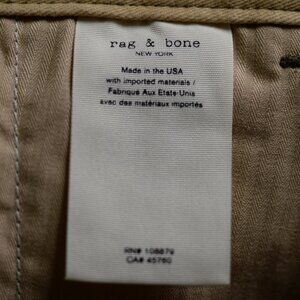 rag & bone
NEW YORK
Made in the USA
with imported materials /
Fabriqué Aux Etats-Unis
avec des matériaux importés
RN# 108879
CA# 45760